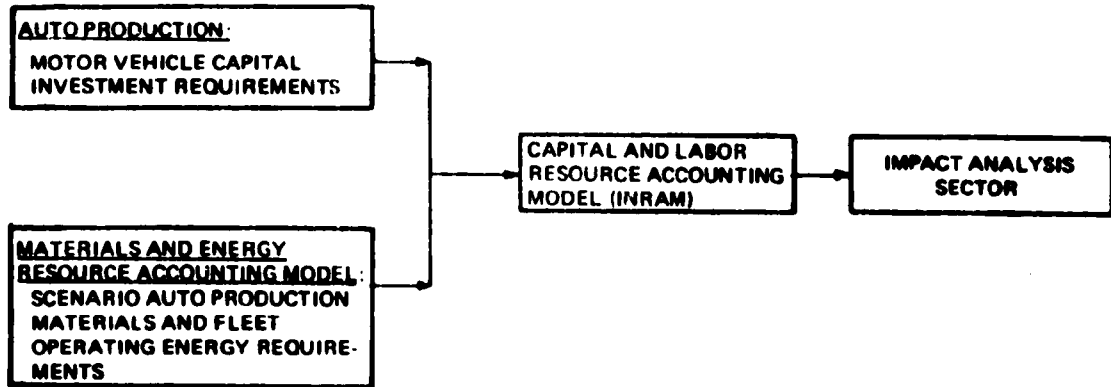 AUTO PRODUCTION:
MOTOR VEHICLE CAPITAL
INVESTMENT REQUIREMENTS
MATERIALS AND ENERGY
RESOURCE ACCOUNTING MODEL:
SCENARIO AUTO PRODUCTION
MATERIALS AND FLEET
OPERATING ENERGY REQUIRE-
MENTS
CAPITAL AND LABOR
RESOURCE ACCOUNTING
MODEL (INRAM)
IMPACT ANALYSIS
SECTOR